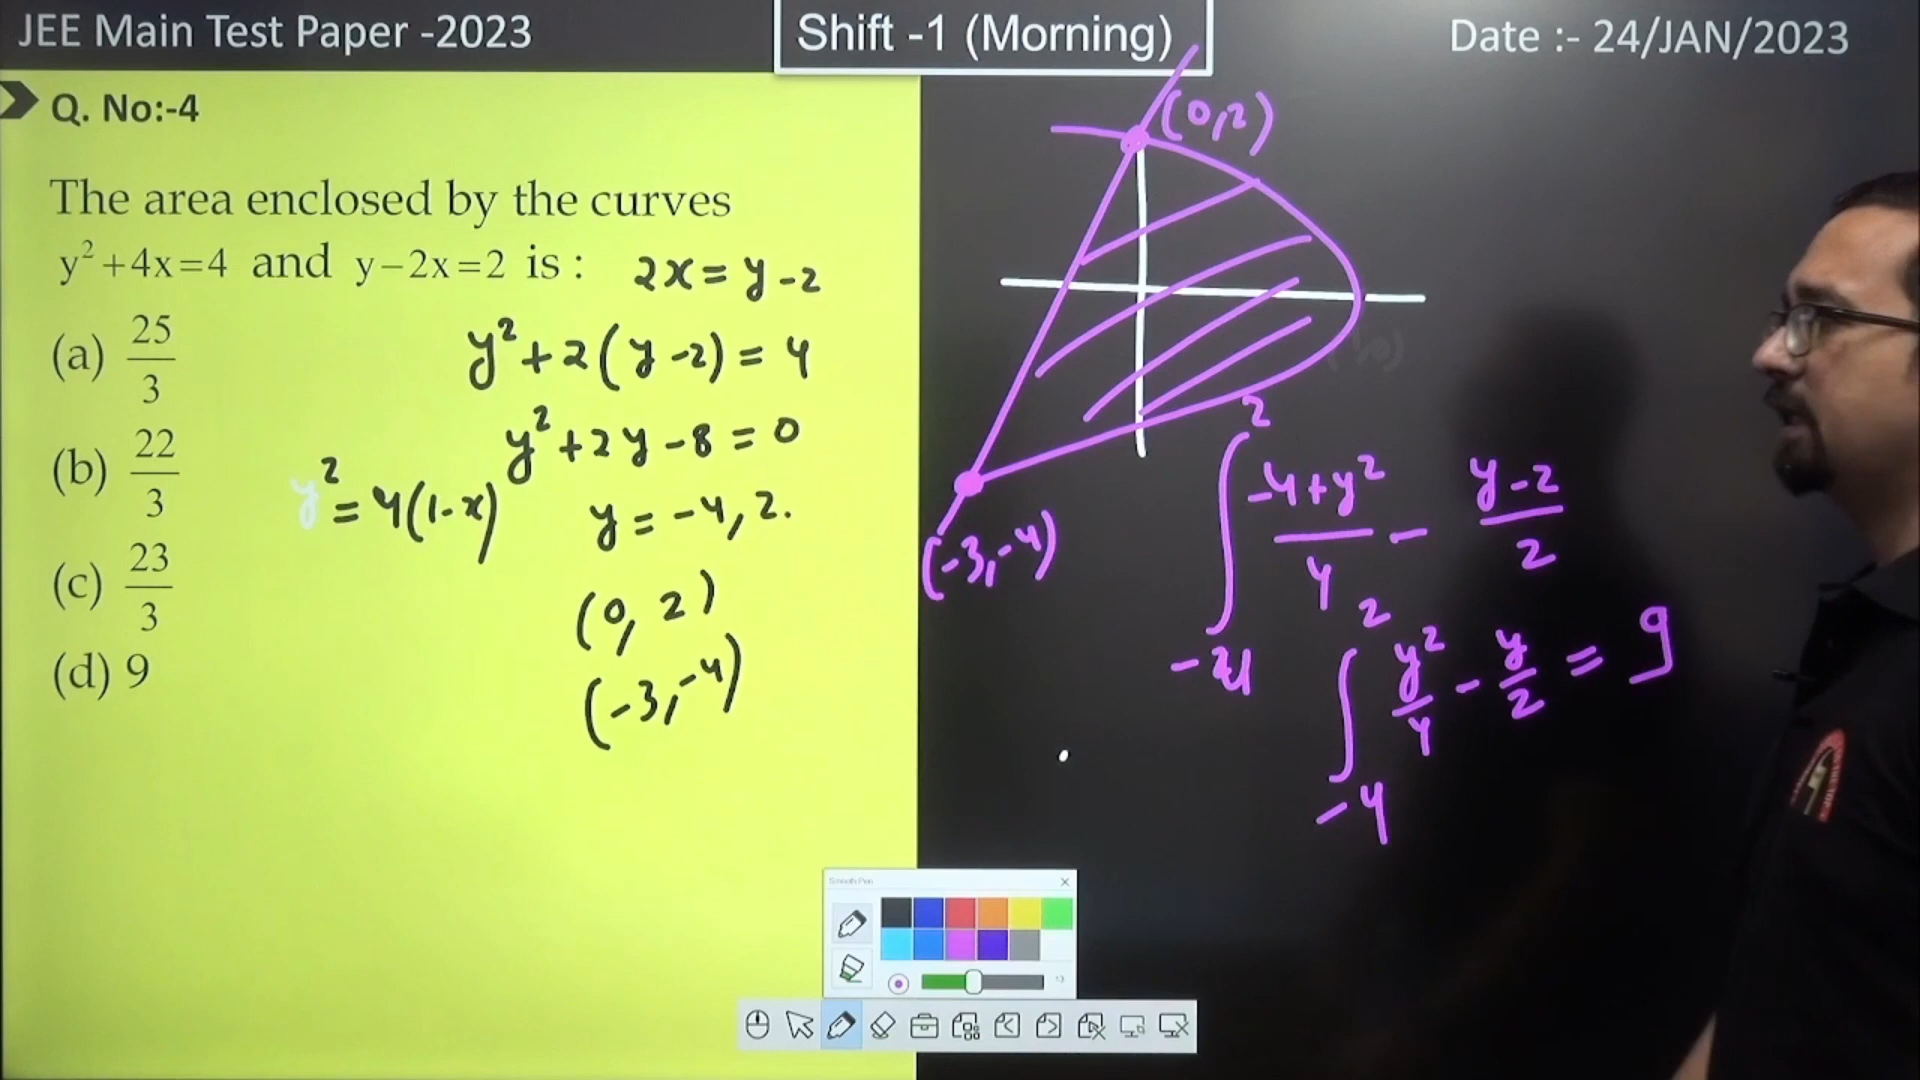 JEE Main Test Paper -2023
Shift -1 (Morning)
Date :- 24/JAN/2023
Q. No:-4
The area enclosed by the curves
y²+4x=4 and y−2x=2 is :
(a) 25/3
(b) 22/3
(c) 23/3
(d) 9
2x = y -2
y² + 2(y -2) = 4
y² + 2y - 8 = 0
y² = 4(1-x)
y = -4, 2.
(0, 2)
(-3, -4)
(0,2)
(-3,-4)
∫ -4+y²/4 - y-2/2
2
∫ y²/4 - y/2 = 9
2
-4
Smooth Pen